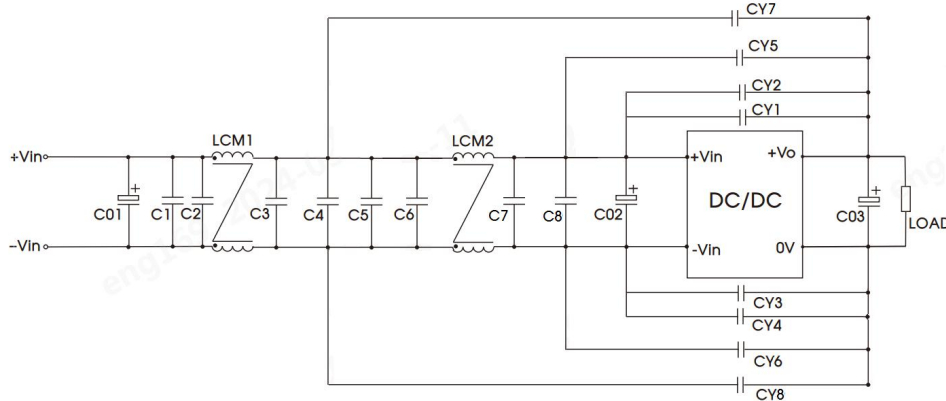 CY7
CY5
CY2
CY1
LCM1
LCM2
+Vin
+Vin
+Vo
DC/DC
C01
C1
C2
C3
C4
C5
C6
C7
C8
C02
C03
LOAD
–Vin
-Vin
0V
CY3
CY4
CY6
CY8